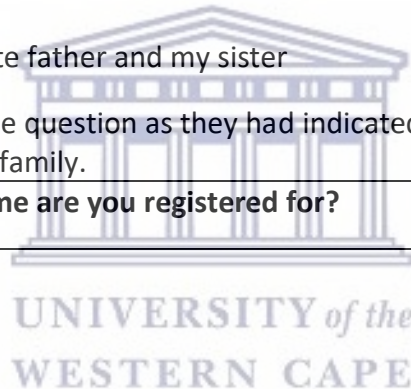 te father and my sister
e question as they had indicated
family.
me are you registered for?
UNIVERSITY of the
WESTERN CAPE